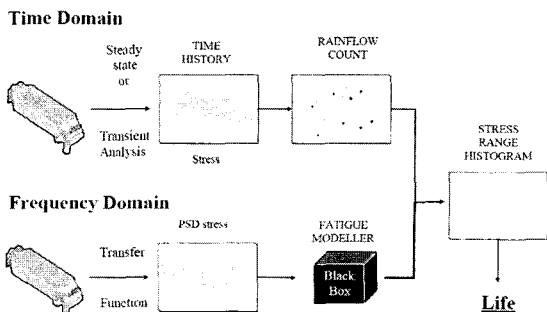 Time Domain
Steady
state
or
Transient
Analysis
TIME
HISTORY
Stress
RAINFLOW
COUNT
STRESS
RANGE
HISTOGRAM
Frequency Domain
Transfer
Function
PSD stress
FATIGUE
MODELLER
Black
Box
Life